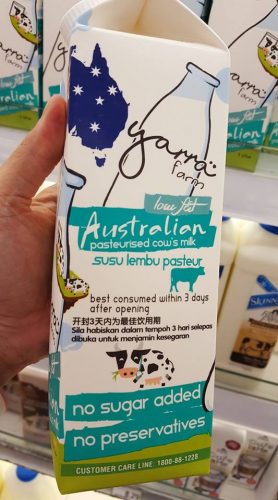 yarra
farm
low fat
Australian
pasteurised cow's milk
susu lembu pasteur
best consumed within 3 days
after opening
开封3天内为最佳饮用期
Sila habiskan dalam tempoh 3 hari selepas
dibuka untuk menjamin kesegaran
no sugar added
no preservatives
CUSTOMER CARE LINE: 1800-88-1228